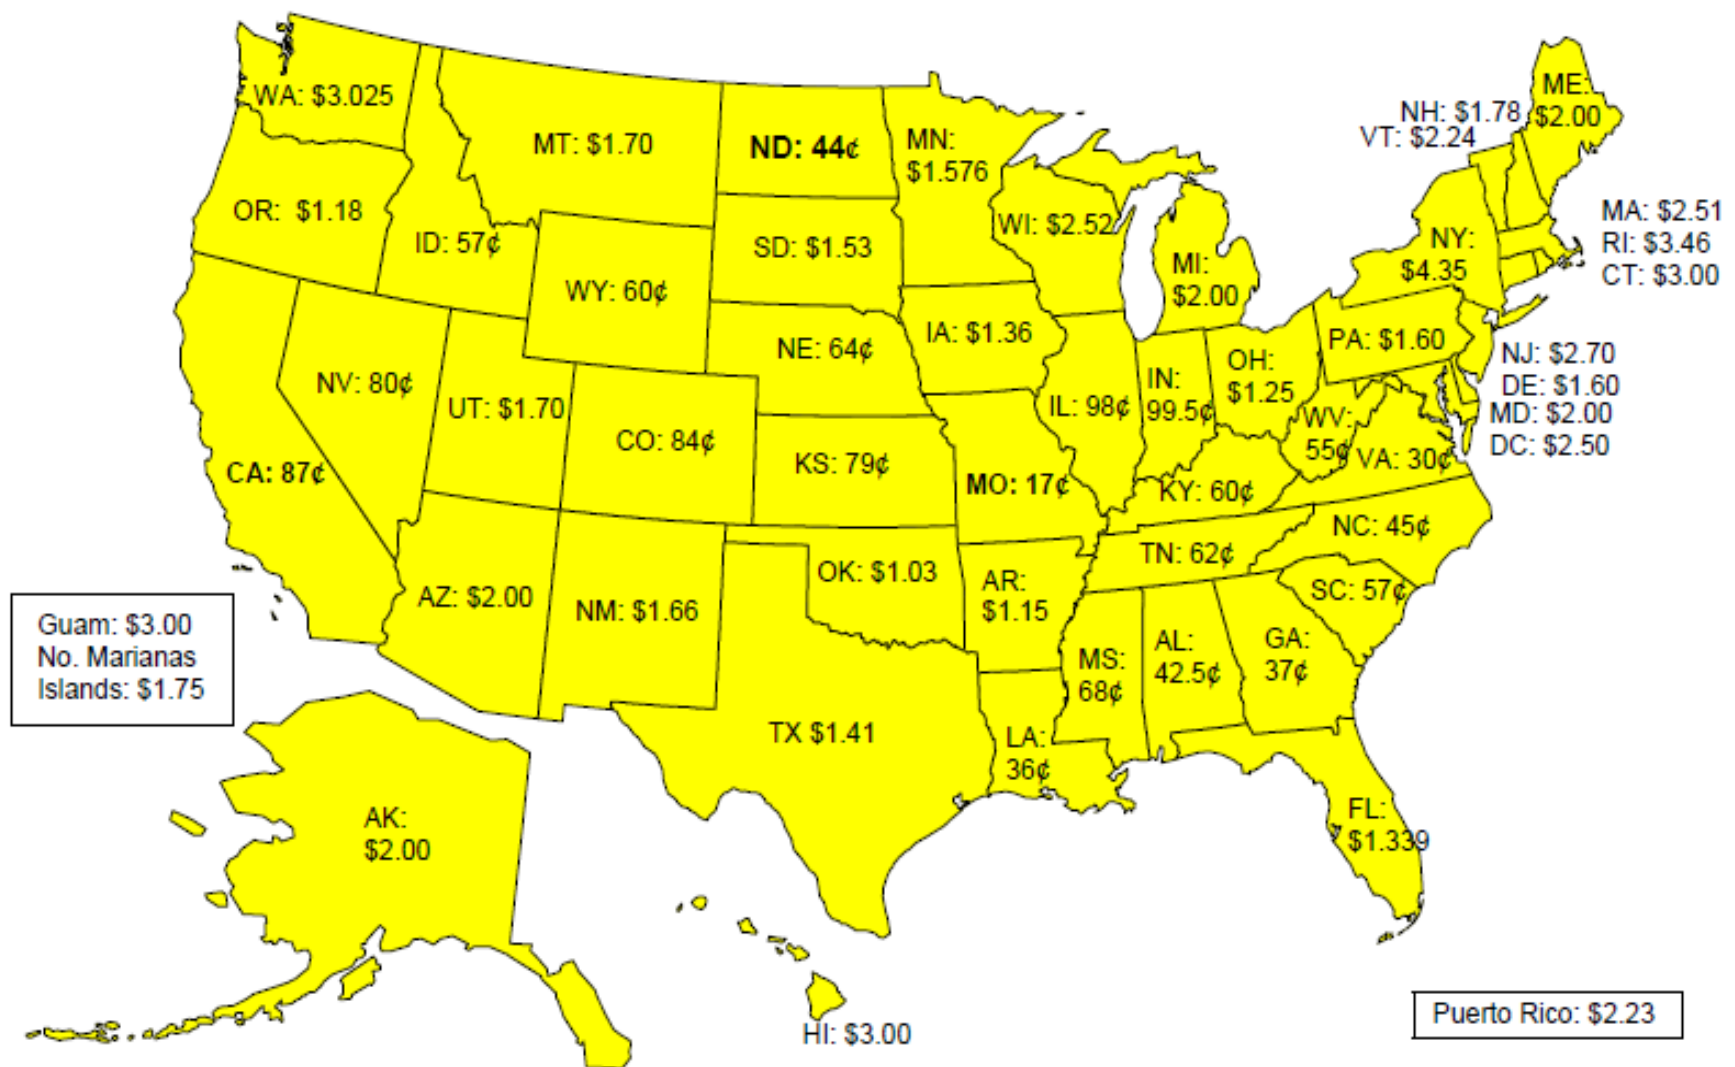 WA: $3.025
MT: $1.70
ND: 44¢
MN:
$1.576
OR:  $1.18
ID: 57¢
SD: $1.53
WI: $2.52
WY: 60¢
MI:
$2.00
NH: $1.78
VT: $2.24
ME:
$2.00
MA: $2.51
RI: $3.46
CT: $3.00
NY:
$4.35
IA: $1.36
NE: 64¢
PA: $1.60
NJ: $2.70
DE: $1.60
MD: $2.00
DC: $2.50
NV: 80¢
UT: $1.70
CO: 84¢
IL: 98¢
IN:
99.5¢
OH:
$1.25
WV:
55¢
VA: 30¢
CA: 87¢
KS: 79¢
MO: 17¢
KY: 60¢
NC: 45¢
TN: 62¢
SC: 57¢
AZ: $2.00
NM: $1.66
OK: $1.03
AR:
$1.15
MS:
68¢
AL:
42.5¢
GA:
37¢
Guam: $3.00
No. Marianas
Islands: $1.75
TX $1.41
LA:
36¢
FL:
$1.339
AK:
$2.00
HI: $3.00
Puerto Rico: $2.23